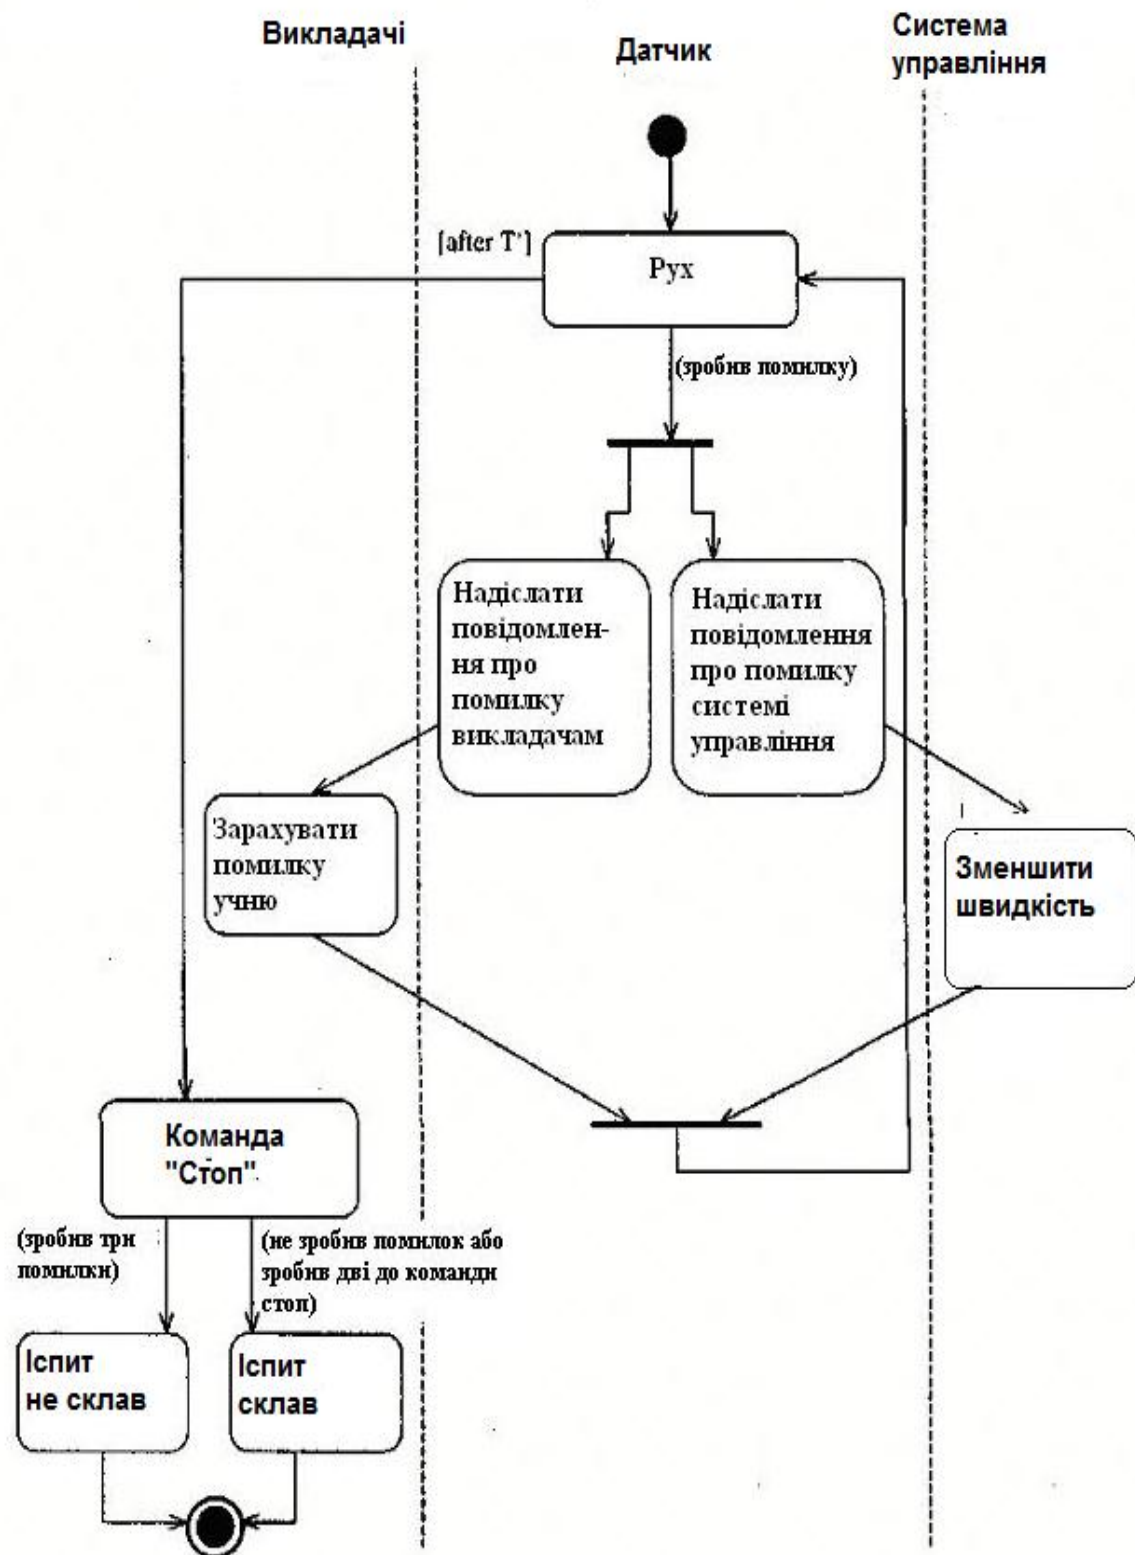 Викладачі
Датчик
Система
управління
[after T']
Рух
(зробив помилку)
Надіслати
повідомлен-
ня про
помилку
викладачам
Надіслати
повідомлення
про помилку
системі
управління
Зарахувати
помилку
учню
Зменшити
швидкість
Команда
"Стоп".
(зробив три
помилки)
(не зробив помилок або
зробив дві до команди
стоп)
Іспит
не склав
Іспит
склав